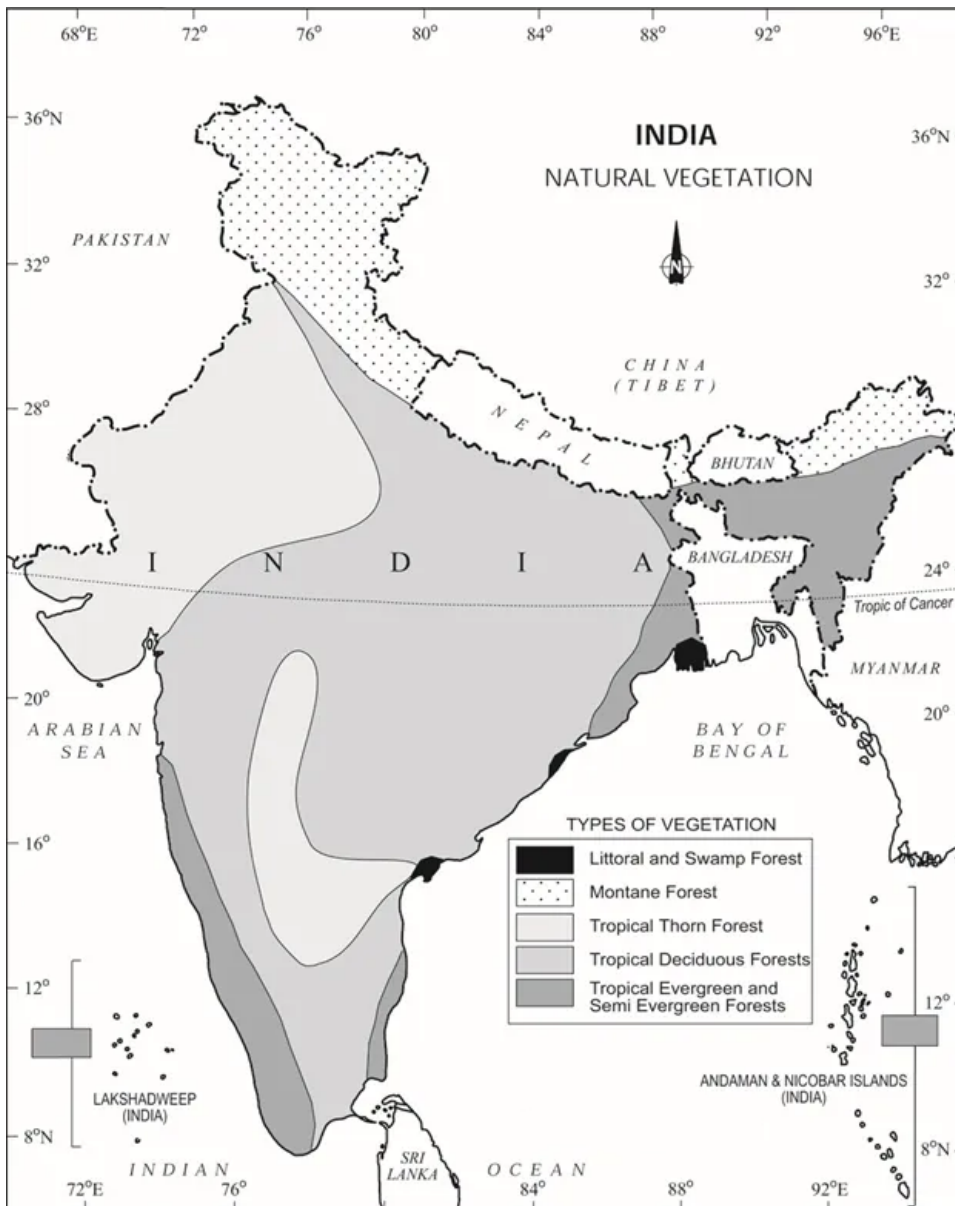 68°E 72° 76° 80° 84° 88° 92° 96°E
36°N
INDIA
36°N
NATURAL VEGETATION
PAKISTAN
N
32°
32°
CHINA
(TIBET)
28°
28°
NEPAL
BHUTAN
INDIA
BANGLADESH
24°
Tropic of Cancer
MYANMAR
20°
20°
ARABIAN
SEA
BAY OF
BENGAL
16°
TYPES OF VEGETATION
Littoral and Swamp Forest
Montane Forest
Tropical Thorn Forest
Tropical Deciduous Forests
Tropical Evergreen and
Semi Evergreen Forests
12°
12°
LAKSHADWEEP
(INDIA)
ANDAMAN & NICOBAR ISLANDS
(INDIA)
8°N
8°N
INDIAN OCEAN
SRI
LANKA
72°E 76° 84° 88° 92°E